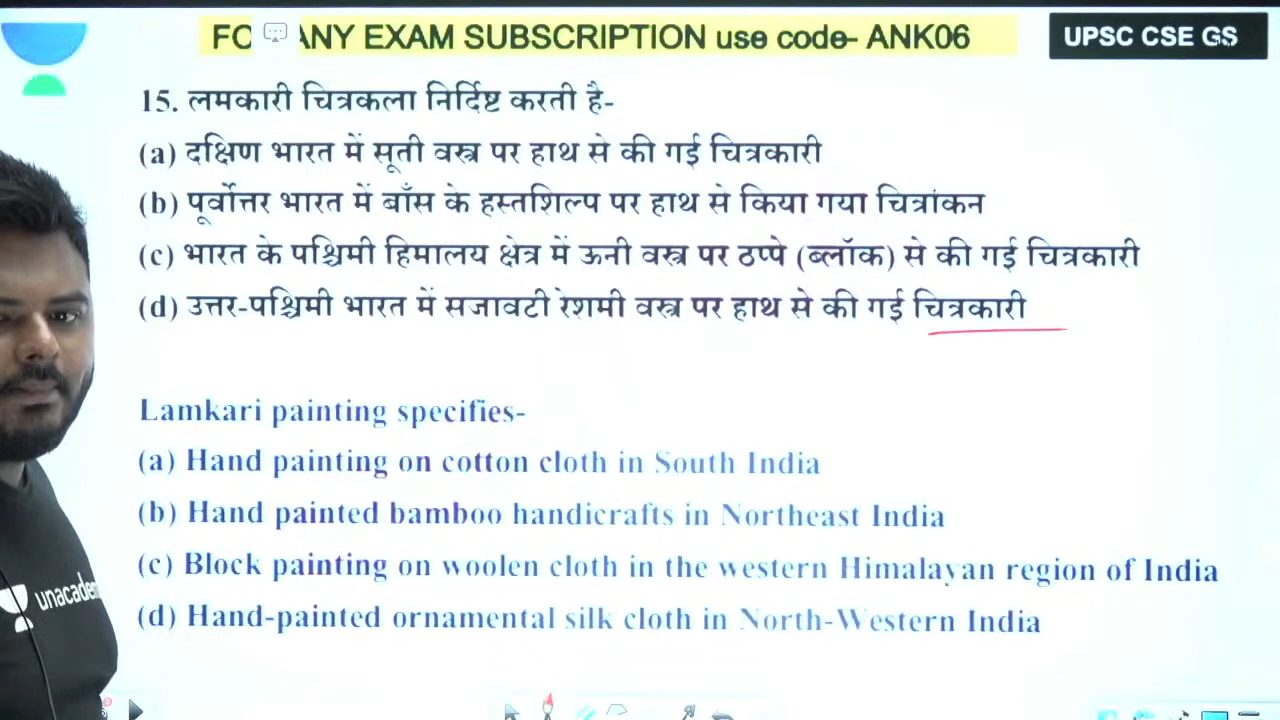 FO ANY EXAM SUBSCRIPTION use code- ANK06
UPSC CSE GS
15. लमकारी चित्रकला निर्दिष्ट करती है-
(a) दक्षिण भारत में सूती वस्त्र पर हाथ से की गई चित्रकारी
(b) पूर्वोत्तर भारत में बाँस के हस्तशिल्प पर हाथ से किया गया चित्रांकन
(c) भारत के पश्चिमी हिमालय क्षेत्र में ऊनी वस्त्र पर ठप्पे (ब्लॉक) से की गई चित्रकारी
(d) उत्तर-पश्चिमी भारत में सजावटी रेशमी वस्त्र पर हाथ से की गई चित्रकारी
Lamkari painting specifies-
(a) Hand painting on cotton cloth in South India
(b) Hand painted bamboo handicrafts in Northeast India
(c) Block painting on woolen cloth in the western Himalayan region of India
(d) Hand-painted ornamental silk cloth in North-Western India
unacadem